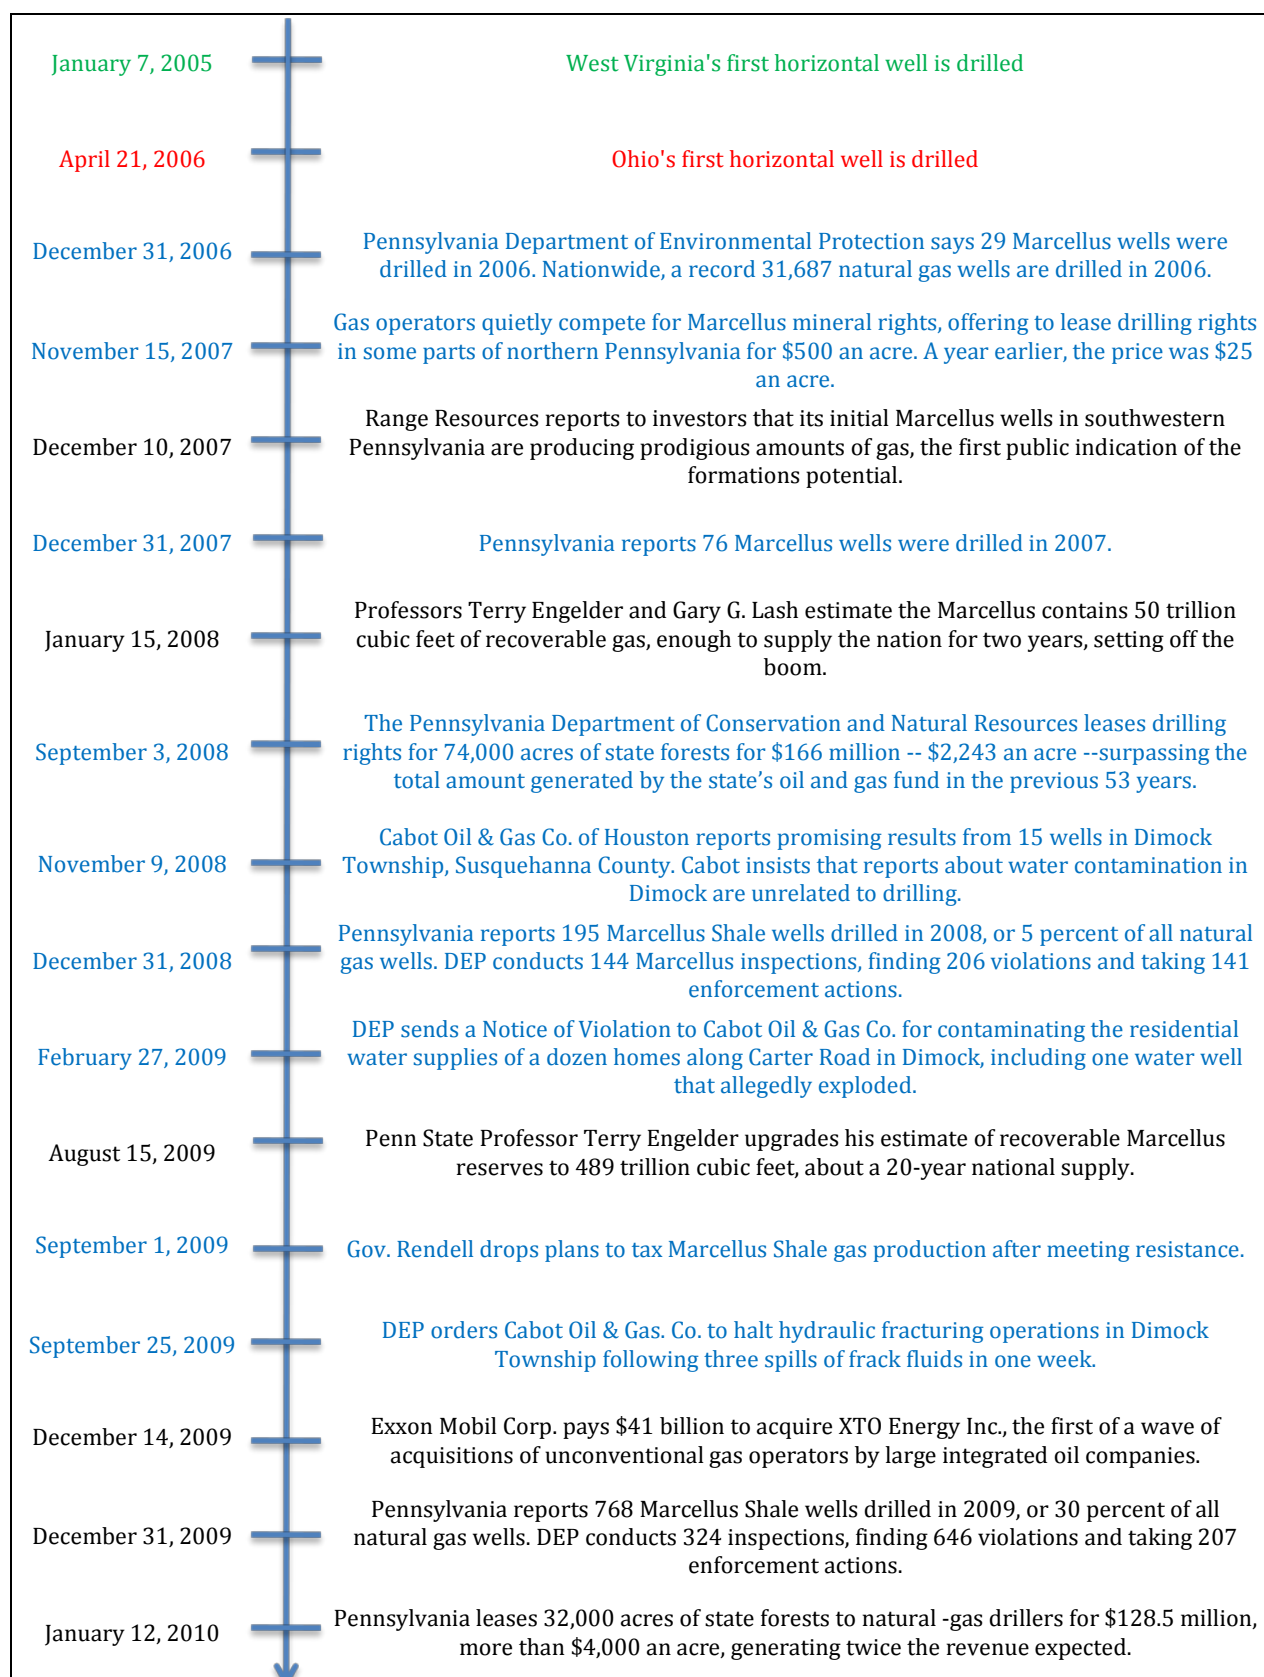 January 7, 2005
West Virginia's first horizontal well is drilled
April 21, 2006
Ohio's first horizontal well is drilled
December 31, 2006
Pennsylvania Department of Environmental Protection says 29 Marcellus wells were
drilled in 2006. Nationwide, a record 31,687 natural gas wells are drilled in 2006.
November 15, 2007
Gas operators quietly compete for Marcellus mineral rights, offering to lease drilling rights
in some parts of northern Pennsylvania for $500 an acre. A year earlier, the price was $25
an acre.
December 10, 2007
Range Resources reports to investors that its initial Marcellus wells in southwestern
Pennsylvania are producing prodigious amounts of gas, the first public indication of the
formations potential.
December 31, 2007
Pennsylvania reports 76 Marcellus wells were drilled in 2007.
January 15, 2008
Professors Terry Engelder and Gary G. Lash estimate the Marcellus contains 50 trillion
cubic feet of recoverable gas, enough to supply the nation for two years, setting off the
boom.
September 3, 2008
The Pennsylvania Department of Conservation and Natural Resources leases drilling
rights for 74,000 acres of state forests for $166 million -- $2,243 an acre --surpassing the
total amount generated by the state’s oil and gas fund in the previous 53 years.
November 9, 2008
Cabot Oil & Gas Co. of Houston reports promising results from 15 wells in Dimock
Township, Susquehanna County. Cabot insists that reports about water contamination in
Dimock are unrelated to drilling.
December 31, 2008
Pennsylvania reports 195 Marcellus Shale wells drilled in 2008, or 5 percent of all natural
gas wells. DEP conducts 144 Marcellus inspections, finding 206 violations and taking 141
enforcement actions.
February 27, 2009
DEP sends a Notice of Violation to Cabot Oil & Gas Co. for contaminating the residential
water supplies of a dozen homes along Carter Road in Dimock, including one water well
that allegedly exploded.
August 15, 2009
Penn State Professor Terry Engelder upgrades his estimate of recoverable Marcellus
reserves to 489 trillion cubic feet, about a 20-year national supply.
September 1, 2009
Gov. Rendell drops plans to tax Marcellus Shale gas production after meeting resistance.
September 25, 2009
DEP orders Cabot Oil & Gas. Co. to halt hydraulic fracturing operations in Dimock
Township following three spills of frack fluids in one week.
December 14, 2009
Exxon Mobil Corp. pays $41 billion to acquire XTO Energy Inc., the first of a wave of
acquisitions of unconventional gas operators by large integrated oil companies.
December 31, 2009
Pennsylvania reports 768 Marcellus Shale wells drilled in 2009, or 30 percent of all
natural gas wells. DEP conducts 324 inspections, finding 646 violations and taking 207
enforcement actions.
January 12, 2010
Pennsylvania leases 32,000 acres of state forests to natural -gas drillers for $128.5 million,
more than $4,000 an acre, generating twice the revenue expected.